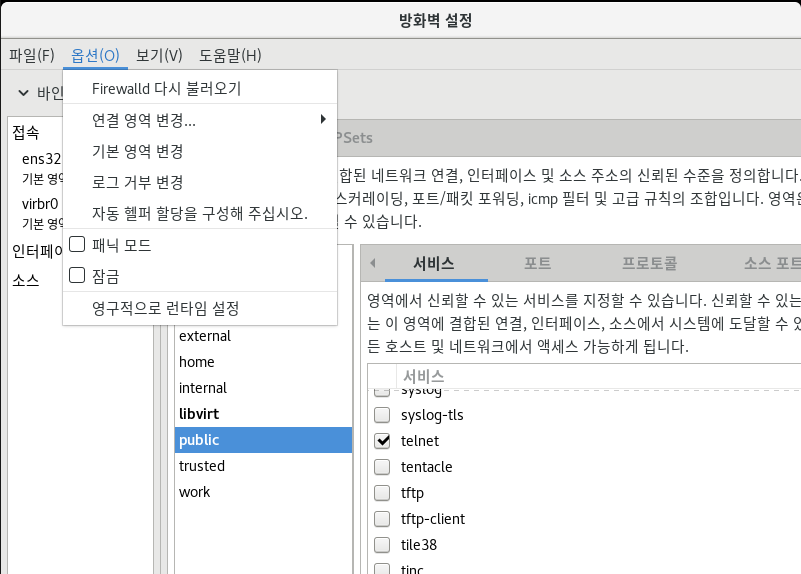 방화벽 설정
파일(F) 옵션(O) 보기(V) 도움말(H)
바인
Firewalld 다시 불러오기
연결 영역 변경...
기본 영역 변경
로그 거부 변경
자동 헬퍼 할당을 구성해 주십시오.
패닉 모드
잠금
영구적으로 런타임 설정
접속
ens32
기본 영역
virbr0
기본 영역
인터페이
소스
PSets
합된 네트워크 연결, 인터페이스 및 소스 주소의 신뢰된 수준을 정의합니다.
스커레이딩, 포트/패킷 포워딩, icmp 필터 및 고급 규칙의 조합입니다. 영역은
수 있습니다.
external
home
internal
libvirt
public
trusted
work
서비스 포트 프로토콜 소스 포트
영역에서 신뢰할 수 있는 서비스를 지정할 수 있습니다. 신뢰할 수 있는
는 이 영역에 결합된 연결, 인터페이스, 소스에서 시스템에 도달할 수 있
든 호스트 및 네트워크에서 액세스 가능하게 됩니다.
서비스
syslog
syslog-tls
telnet
tentacle
tftp
tftp-client
tile38
tinc